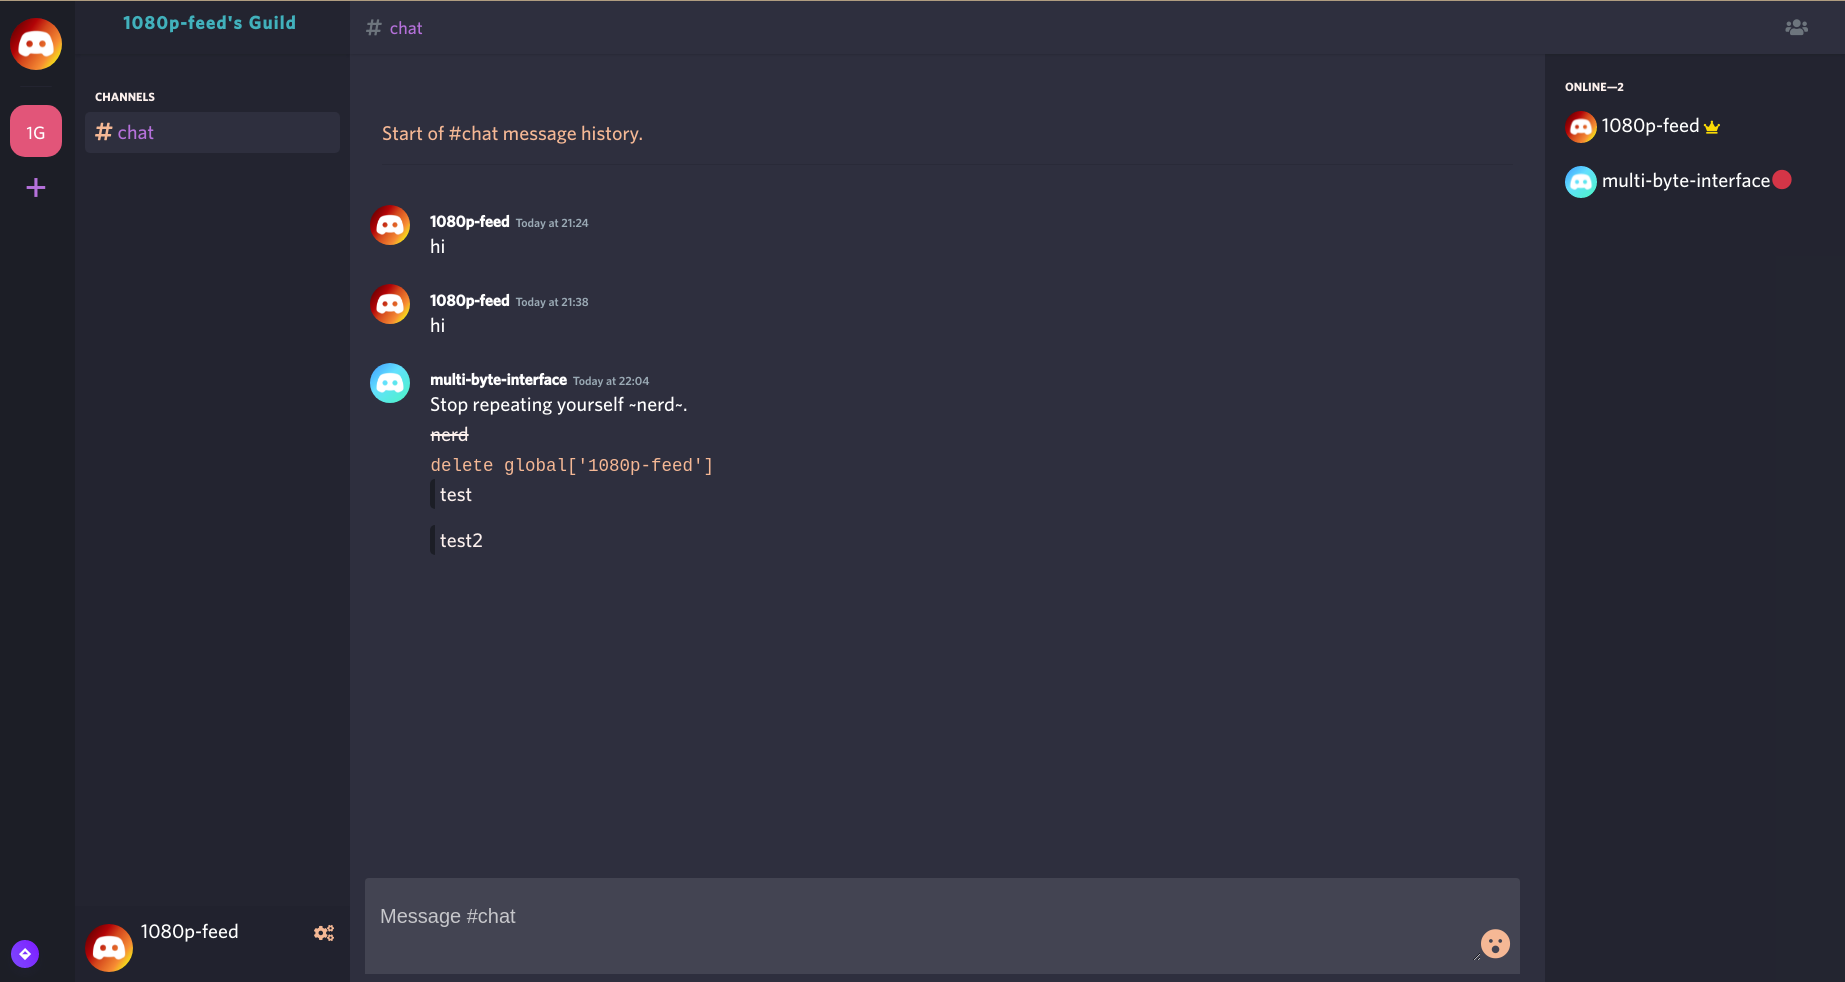 1080p-feed's Guild
# chat
1G
CHANNELS
# chat
Start of #chat message history.
1080p-feed Today at 21:24
hi
1080p-feed Today at 21:38
hi
multi-byte-interface Today at 22:04
Stop repeating yourself ~nerd~.
nerd
delete global['1080p-feed']
test
test2
Message #chat
1080p-feed
ONLINE—2
1080p-feed
multi-byte-interface